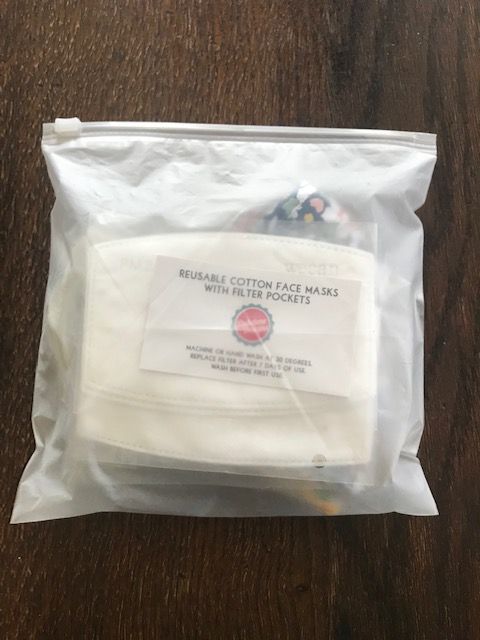 REUSABLE COTTON FACE MASKS
WITH FILTER POCKETS
MACHINE OR HAND WASH AT 30 DEGREES.
REPLACE FILTER AFTER 7 DAYS OF USE.
WASH BEFORE FIRST USE